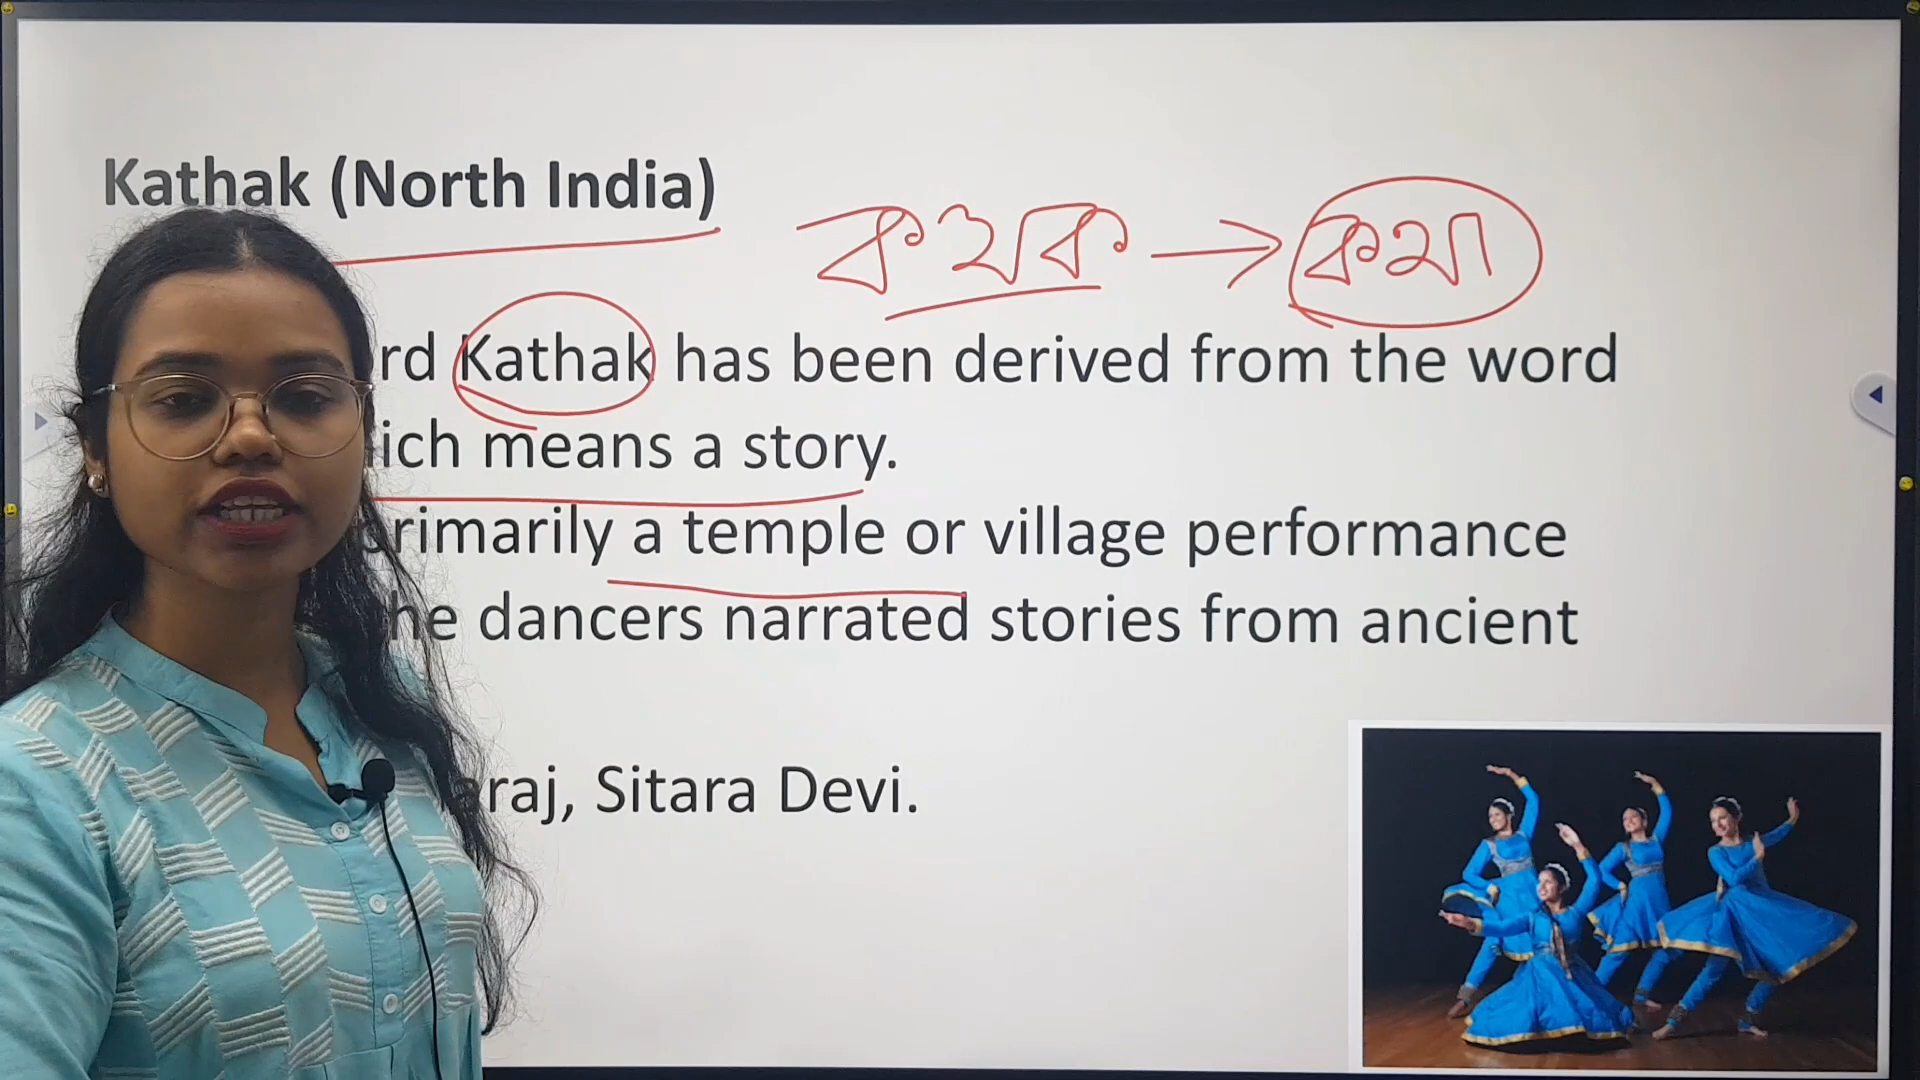 Kathak (North India)
কথক → কথা
rd Kathak has been derived from the word
ich means a story.
primarily a temple or village performance
he dancers narrated stories from ancient
raj, Sitara Devi.